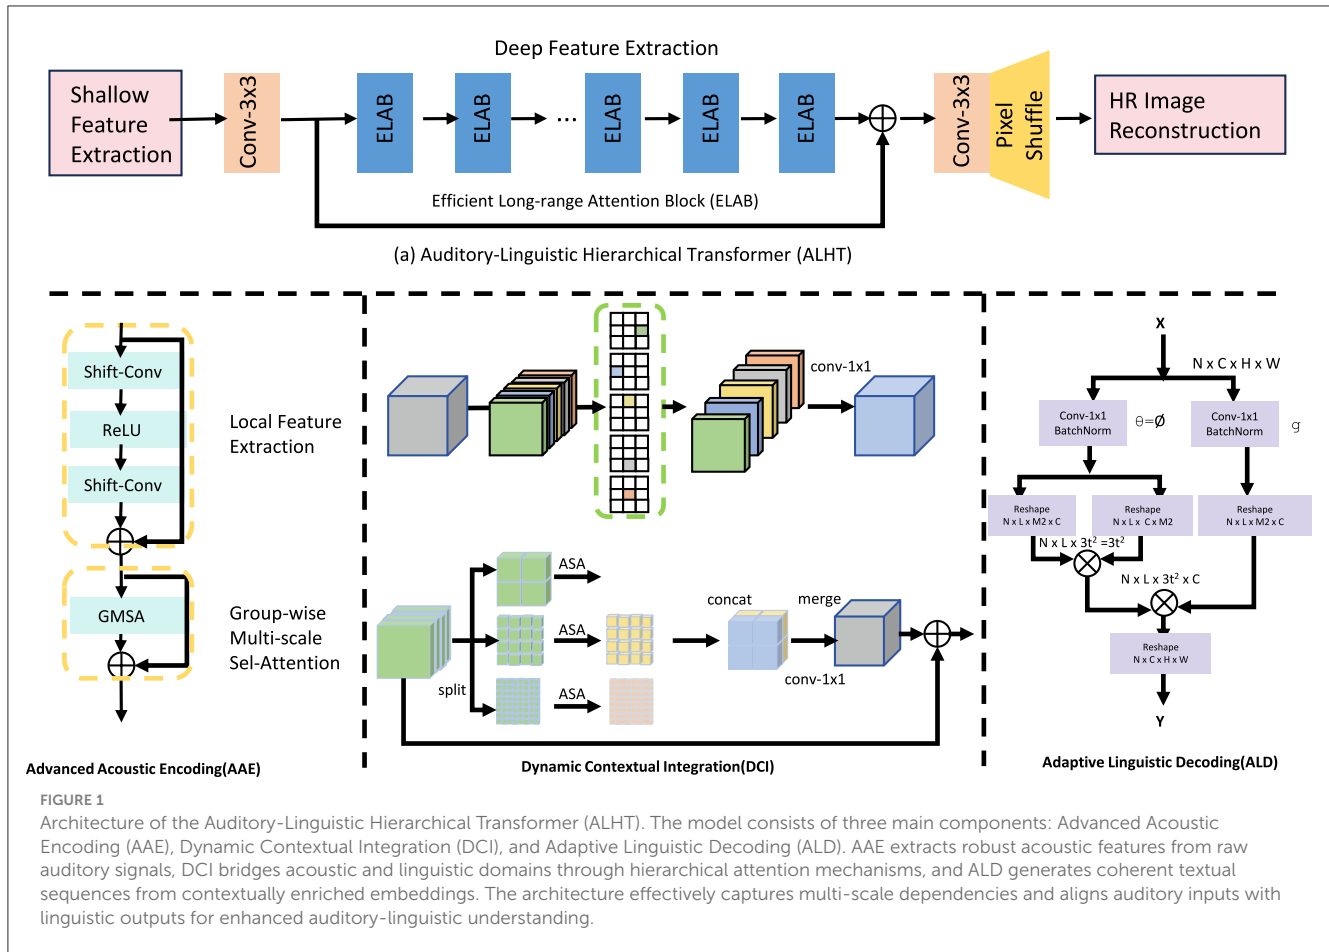 Deep Feature Extraction
Shallow
Feature
Extraction
Conv-3x3
ELAB
ELAB
...
ELAB
ELAB
ELAB
Conv-3x3
Pixel
Shuffle
HR Image
Reconstruction
Efficient Long-range Attention Block (ELAB)
(a) Auditory-Linguistic Hierarchical Transformer (ALHT)
Shift-Conv
ReLU
Shift-Conv
GMSA
Local Feature
Extraction
Group-wise
Multi-scale
Sel-Attention
Advanced Acoustic Encoding(AAE)
conv-1x1
split
ASA
ASA
ASA
concat
merge
conv-1x1
Dynamic Contextual Integration(DCI)
X
N x C x H x W
Conv-1x1
BatchNorm
θ=Ø
Conv-1x1
BatchNorm
g
Reshape
N x L x M2 x C
Reshape
N x L x C x M2
Reshape
N x L x M2 x C
N x L x 3t² =3t²
N x L x 3t² x C
Reshape
N x C x H x W
Y
Adaptive Linguistic Decoding(ALD)
FIGURE 1
Architecture of the Auditory-Linguistic Hierarchical Transformer (ALHT). The model consists of three main components: Advanced Acoustic
Encoding (AAE), Dynamic Contextual Integration (DCI), and Adaptive Linguistic Decoding (ALD). AAE extracts robust acoustic features from raw
auditory signals, DCI bridges acoustic and linguistic domains through hierarchical attention mechanisms, and ALD generates coherent textual
sequences from contextually enriched embeddings. The architecture effectively captures multi-scale dependencies and aligns auditory inputs with
linguistic outputs for enhanced auditory-linguistic understanding.